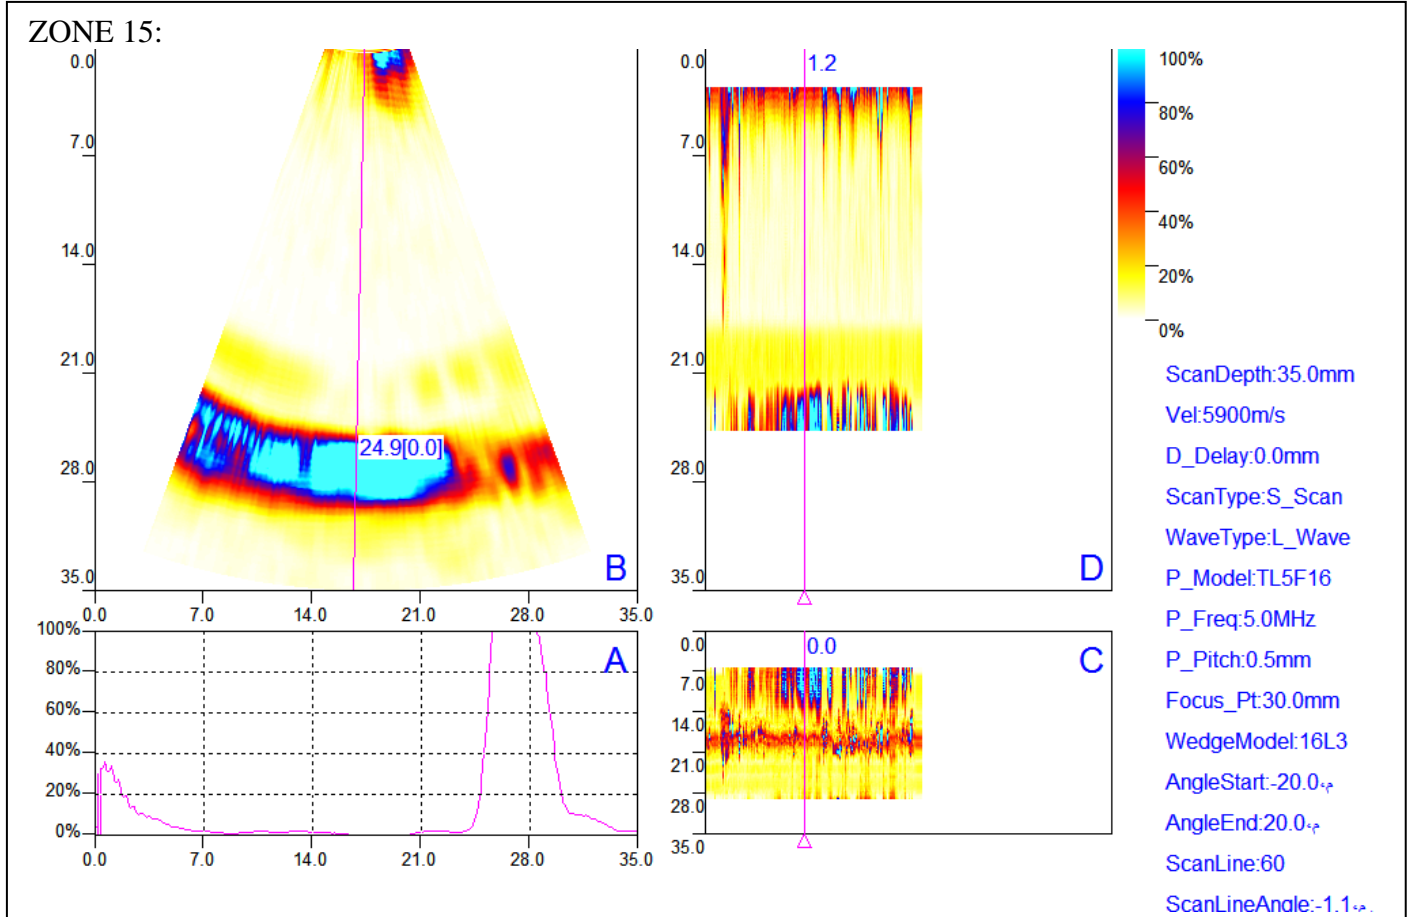 ZONE 15:
0.0
7.0
14.0
21.0
28.0
35.0
0.0 7.0 14.0 21.0 28.0 35.0
24.9[0.0]
B
1.2
0.0
7.0
14.0
21.0
28.0
35.0
D
100%
80%
60%
40%
20%
0%
0.0 7.0 14.0 21.0 28.0 35.0
A
0.0
0.0
7.0
14.0
21.0
28.0
35.0
C
100%
80%
60%
40%
20%
0%
ScanDepth:35.0mm
Vel:5900m/s
D_Delay:0.0mm
ScanType:S_Scan
WaveType:L_Wave
P_Model:TL5F16
P_Freq:5.0MHz
P_Pitch:0.5mm
Focus_Pt:30.0mm
WedgeModel:16L3
AngleStart:-20.0
AngleEnd:20.0
ScanLine:60
ScanLineAngle:-1.1